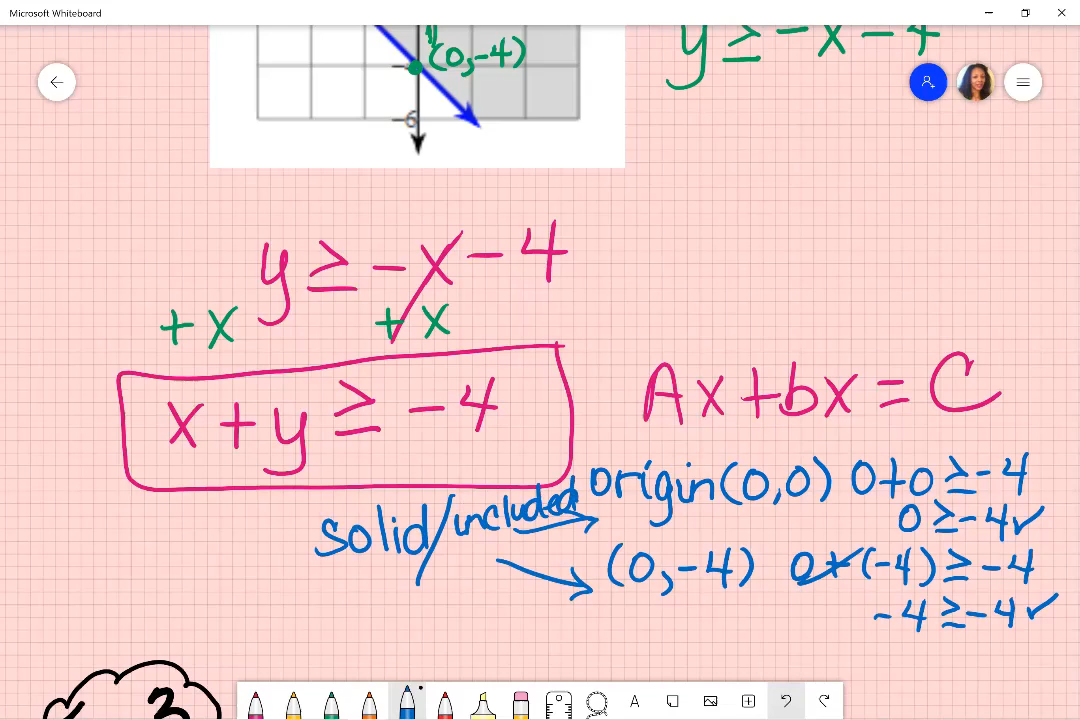 Microsoft Whiteboard
(0,-4)
-6
y ≥ -x - 4
y ≥ -x - 4
+x +x
x + y ≥ -4
Ax + bx = C
solid/included
origin (0,0) 0+0 ≥ -4
0 ≥ -4 ✓
(0,-4) 0+(-4) ≥ -4
-4 ≥ -4 ✓
3
A